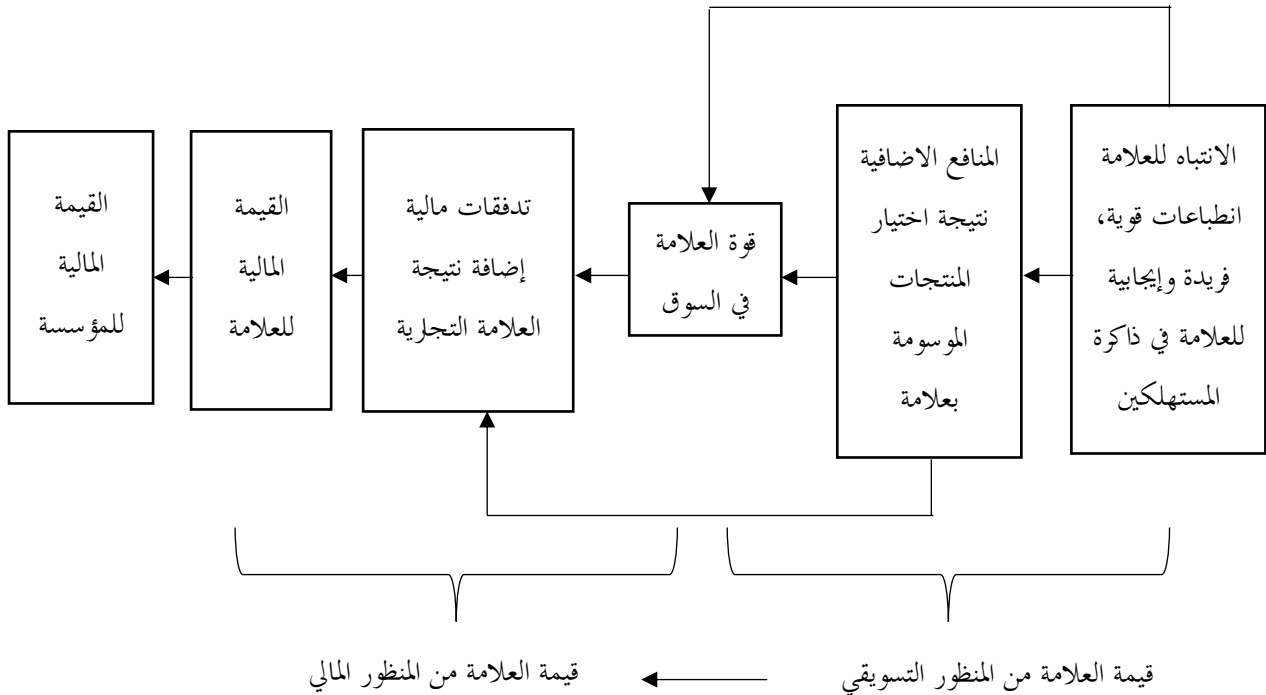 الانتباه للعلامة
انطباعات قوية،
فريدة وإيجابية
للعلامة في ذاكرة
المستهلكين
المنافع الاضافية
نتيجة اختيار
المنتجات
الموسومة
بعلامة
قوة العلامة
في السوق
تدفقات مالية
إضافة نتيجة
العلامة التجارية
القيمة
المالية
للعلامة
القيمة
المالية
للمؤسسة
قيمة العلامة من المنظور التسويقي
قيمة العلامة من المنظور المالي